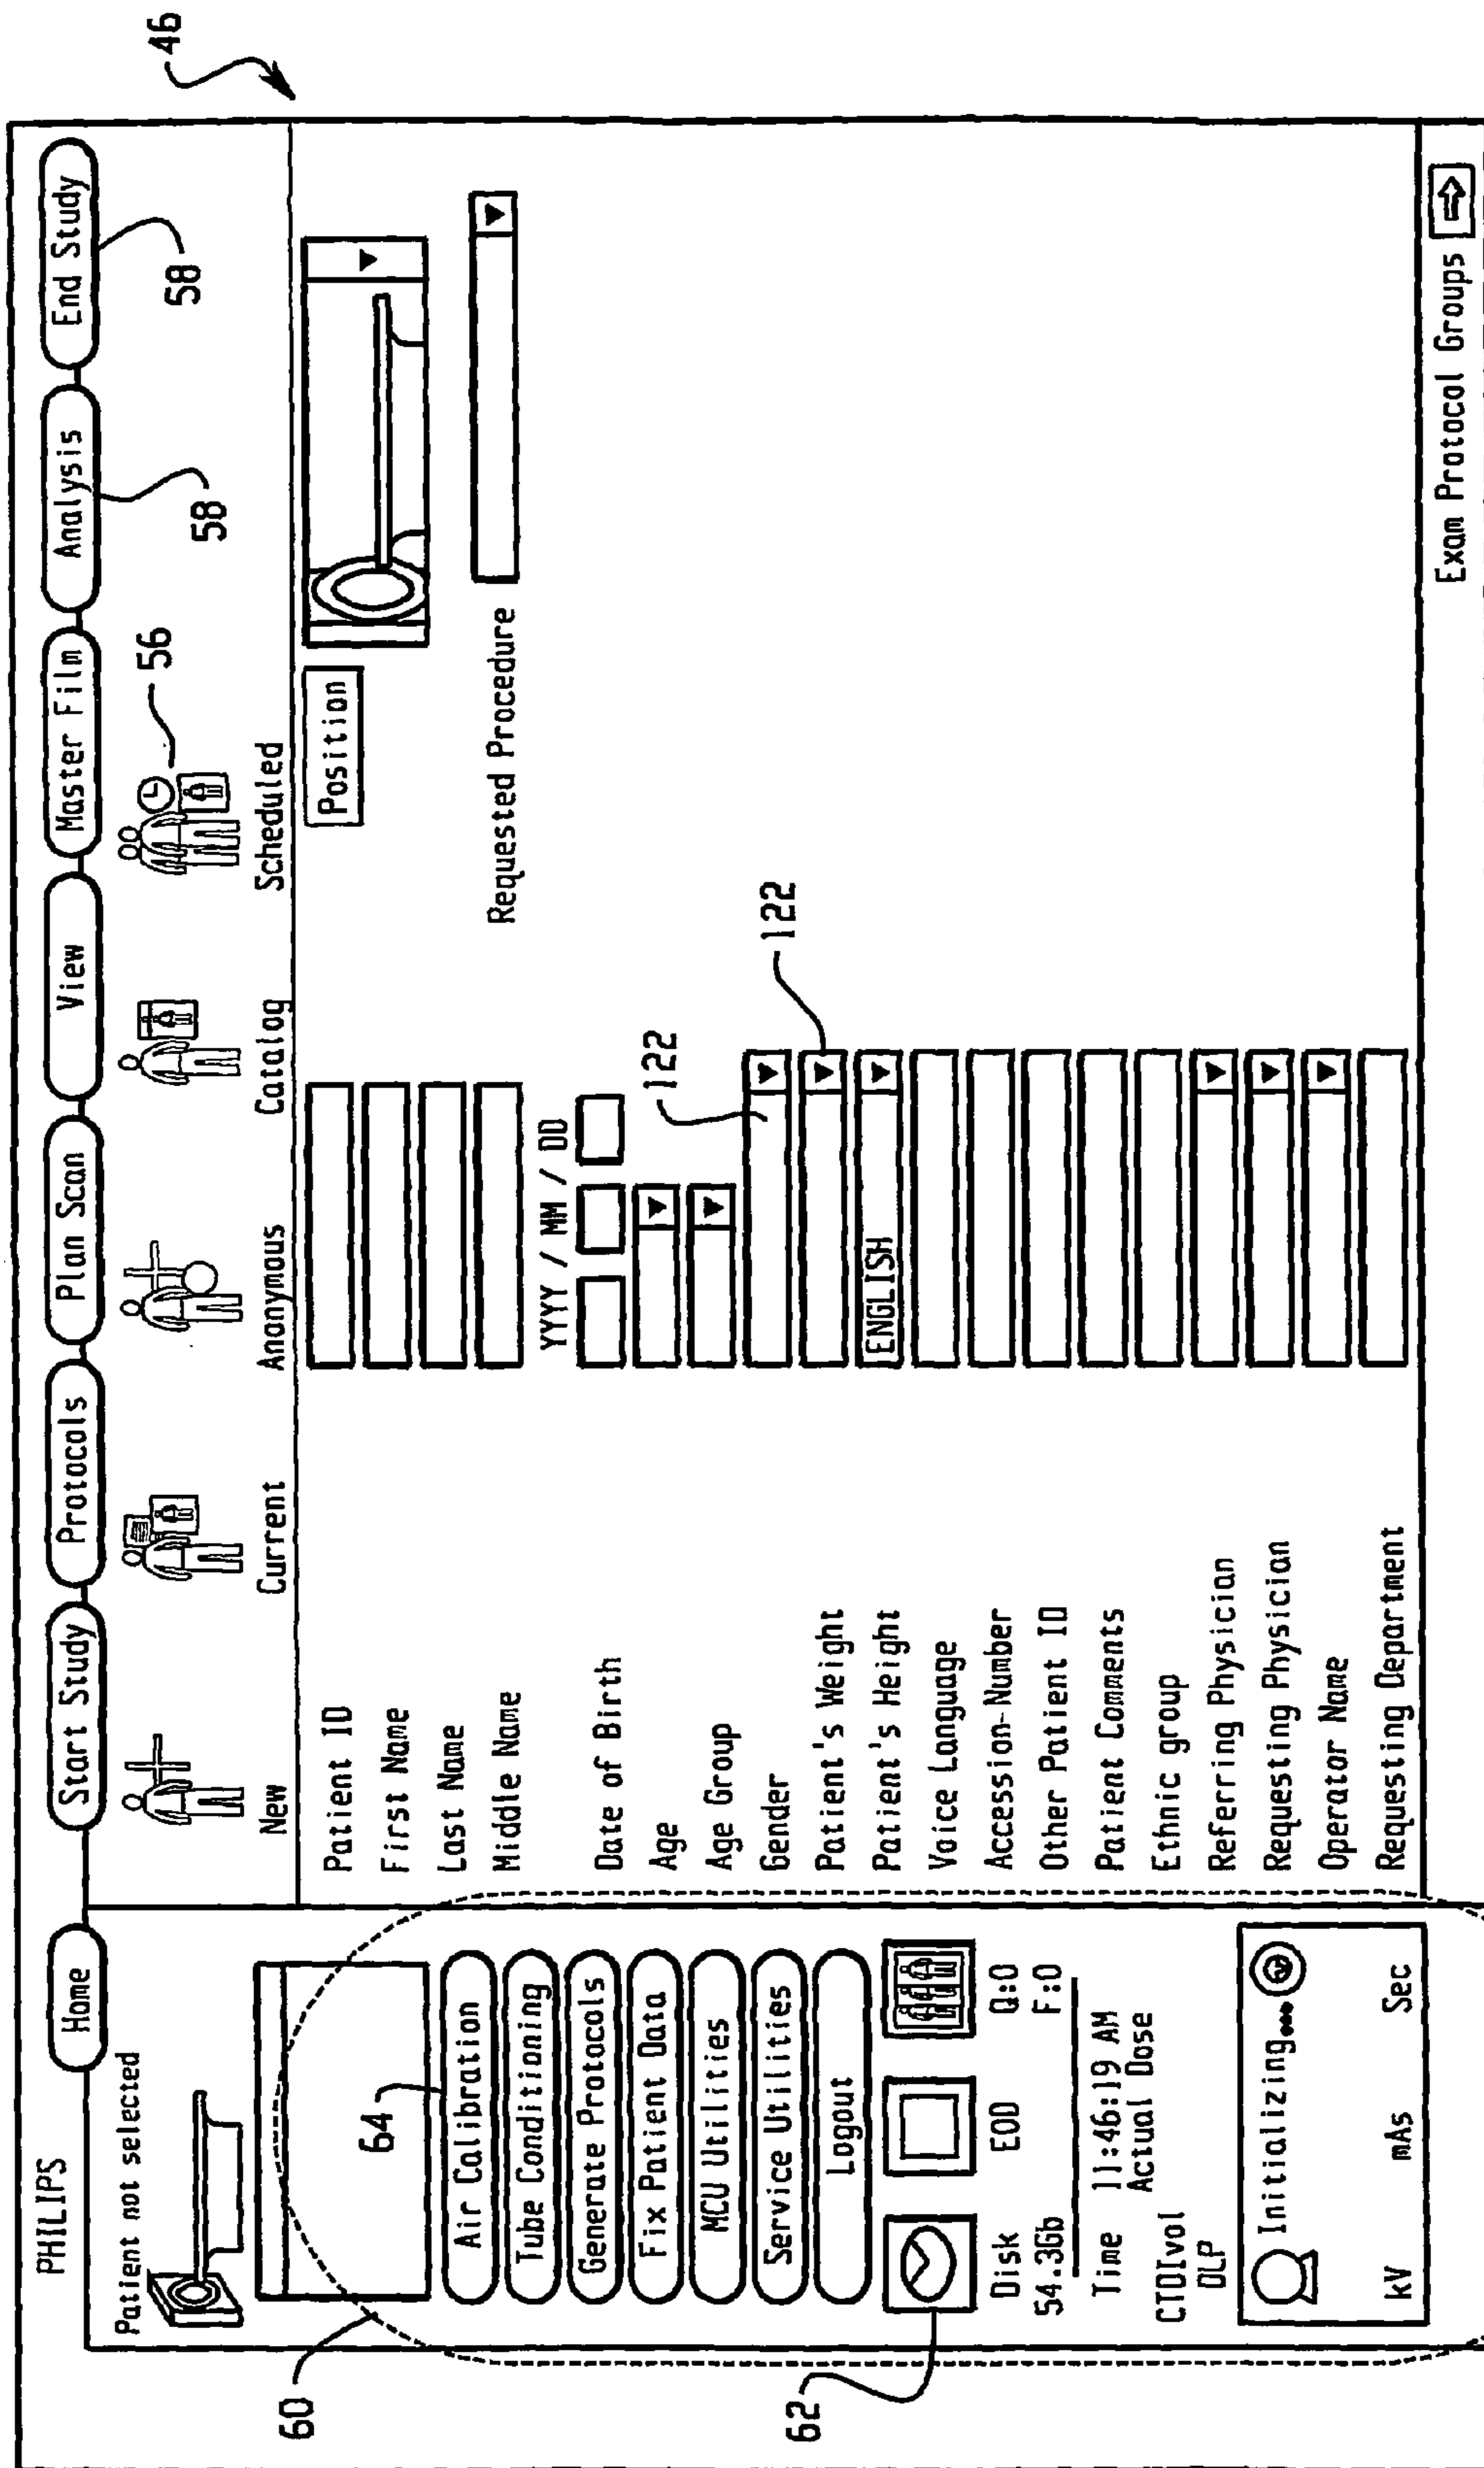 46
PHILIPS
Home
Start Study
Protocols
Plan Scan
View
Master Film
Analysis
End Study
58
58
56
Patient not selected
New
Current
Anonymous
Catalog
Scheduled
60
64
Air Calibration
Tube Conditioning
Generate Protocols
Fix Patient Data
MCU Utilities
Service Utilities
Logout
62
Disk EOD Q:0
54.3Gb F:0
Time 11:46:19 AM
CTDIvol Actual Dose
DLP
Initializing...
kV mAs Sec
Patient ID
First Name
Last Name
Middle Name
YYYY / MM / DD
Date of Birth
Age
Age Group
Gender
Patient's Weight
Patient's Height
Voice Language
ENGLISH
Accession-Number
Other Patient ID
Patient Comments
Ethnic group
Referring Physician
Requesting Physician
Operator Name
Requesting Department
122
122
Position
Requested Procedure
Exam Protocol Groups